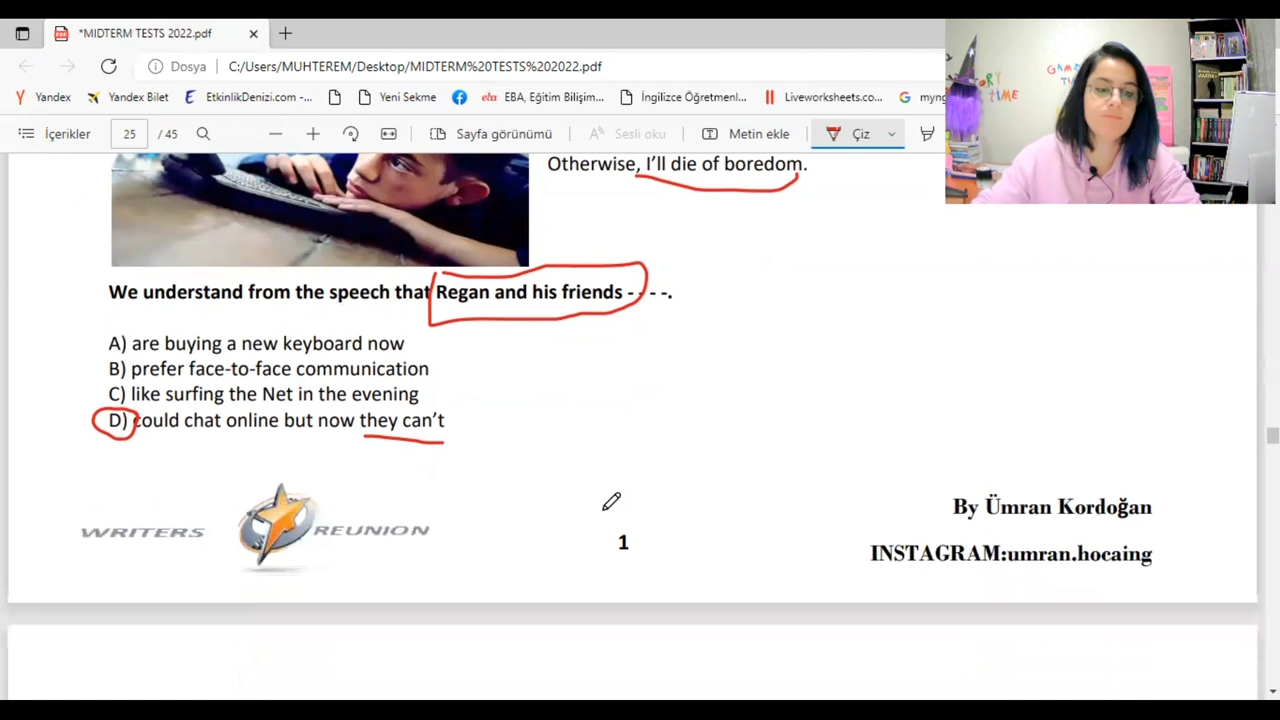 *MIDTERM TESTS 2022.pdf
Dosya C:/Users/MUHTEREM/Desktop/MIDTERM%20TESTS%202022.pdf
Yandex Yandex Bilet EtkinlikDenizi.com -... Yeni Sekme EBA, Eğitim Bilişim... İngilizce Öğretmenl... Liveworksheets.co... myng
İçerikler 25 / 45 Sayfa görünümü Sesli oku Metin ekle Çiz
Otherwise, I'll die of boredom.
We understand from the speech that Regan and his friends - - - -.
A) are buying a new keyboard now
B) prefer face-to-face communication
C) like surfing the Net in the evening
D) could chat online but now they can't
WRITERS REUNION
1
By Ümran Kordoğan
INSTAGRAM:umran.hocaing